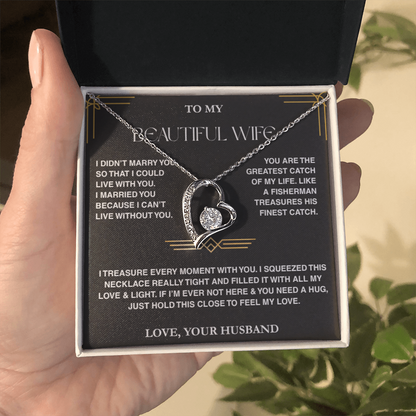 TO MY
BEAUTIFUL WIFE
I DIDN'T MARRY YOU
SO THAT I COULD
LIVE WITH YOU.
I MARRIED YOU
BECAUSE I CAN'T
LIVE WITHOUT YOU.
YOU ARE THE
GREATEST CATCH
OF MY LIFE. LIKE
A FISHERMAN
TREASURES HIS
FINEST CATCH.
I TREASURE EVERY MOMENT WITH YOU. I SQUEEZED THIS
NECKLACE REALLY TIGHT AND FILLED IT WITH ALL MY
LOVE & LIGHT. IF I'M EVER NOT HERE & YOU NEED A HUG,
JUST HOLD THIS CLOSE TO FEEL MY LOVE.
LOVE, YOUR HUSBAND